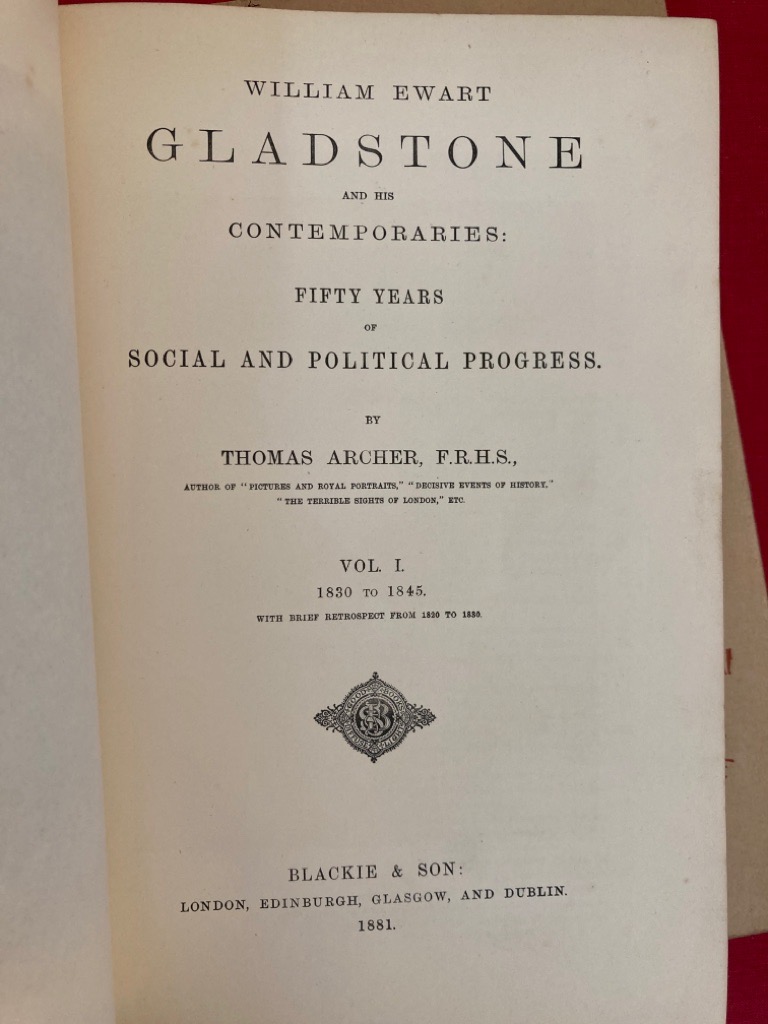 WILLIAM EWART
GLADSTONE
AND HIS
CONTEMPORARIES:
FIFTY YEARS
OF
SOCIAL AND POLITICAL PROGRESS.
BY
THOMAS ARCHER, F.R.H.S.,
AUTHOR OF "PICTURES AND ROYAL PORTRAITS," "DECISIVE EVENTS OF HISTORY,"
"THE TERRIBLE SIGHTS OF LONDON," ETC.
VOL. I.
1830 TO 1845.
WITH BRIEF RETROSPECT FROM 1820 TO 1830.
BLACKIE & SON:
LONDON, EDINBURGH, GLASGOW, AND DUBLIN.
1881.